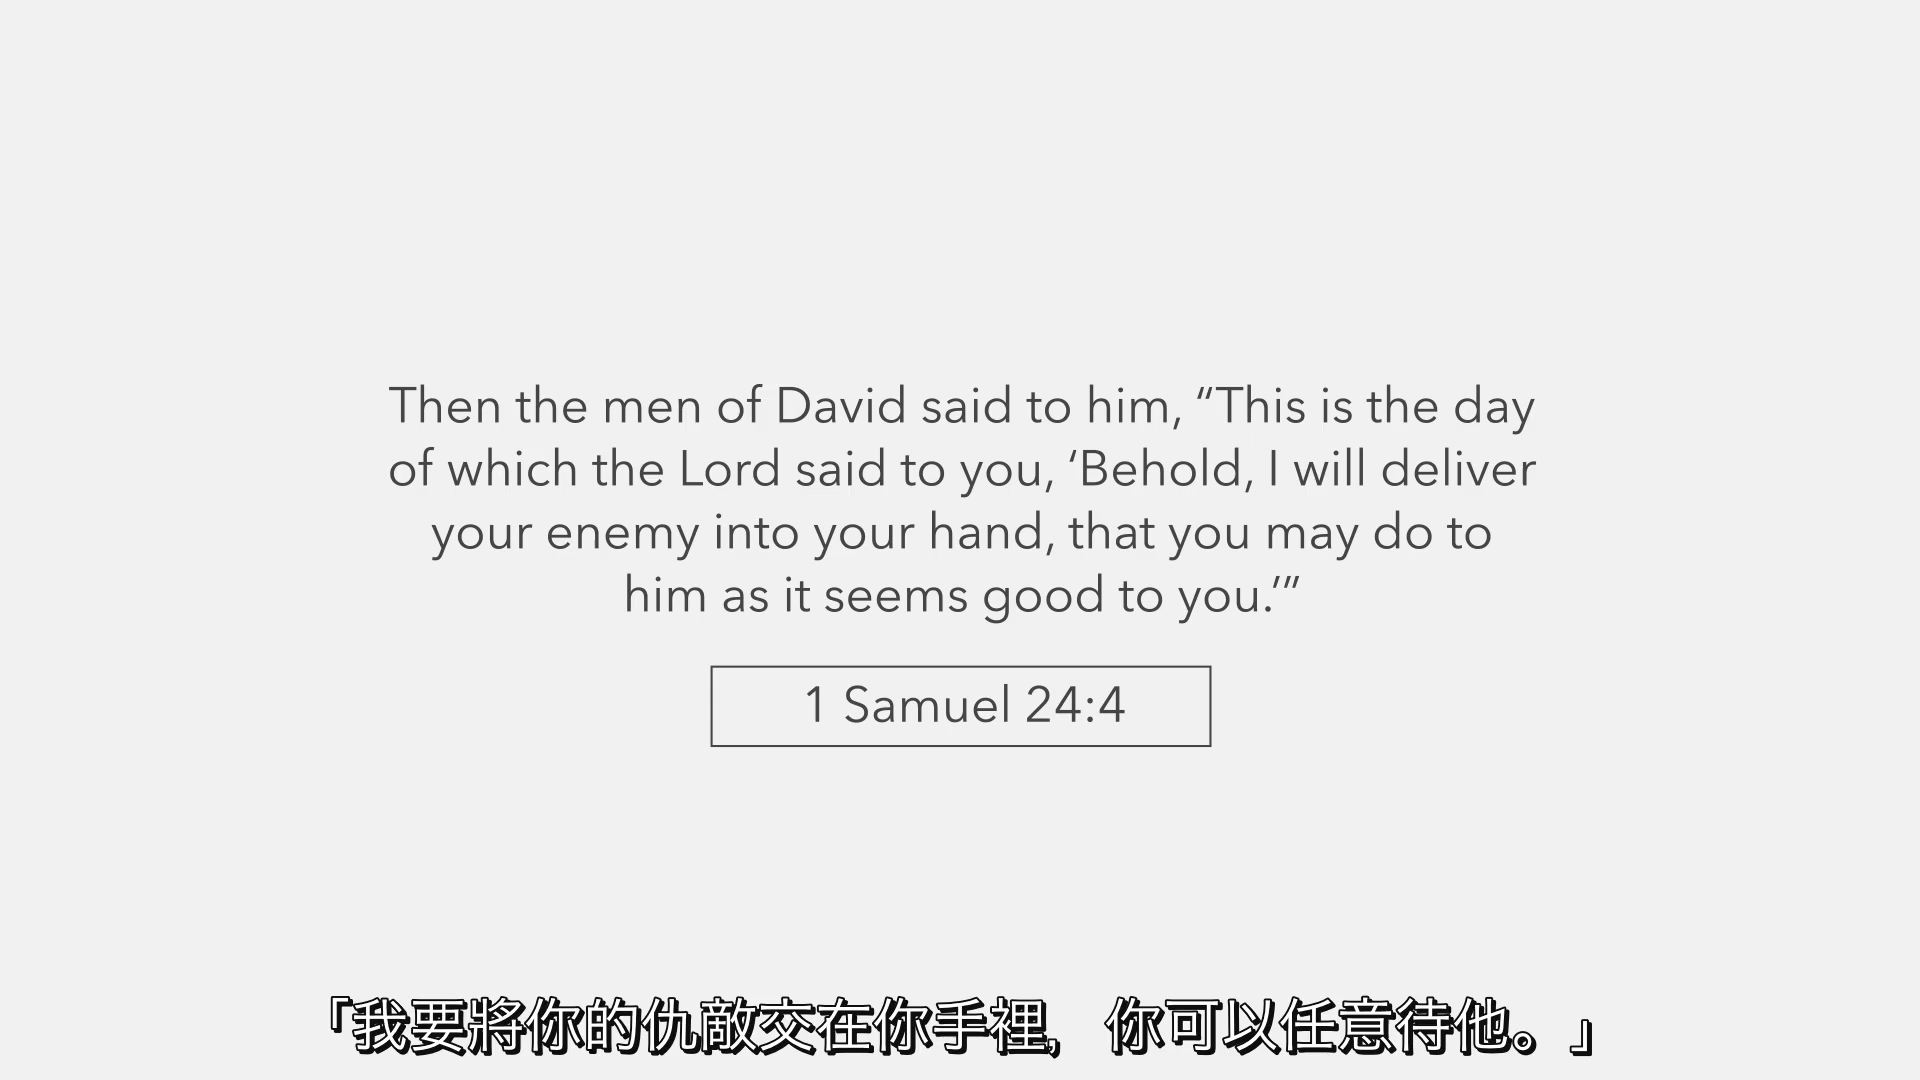 Then the men of David said to him, “This is the day
of which the Lord said to you, ‘Behold, I will deliver
your enemy into your hand, that you may do to
him as it seems good to you.’”
1 Samuel 24:4
「我要將你的仇敵交在你手裡，你可以任意待他。」